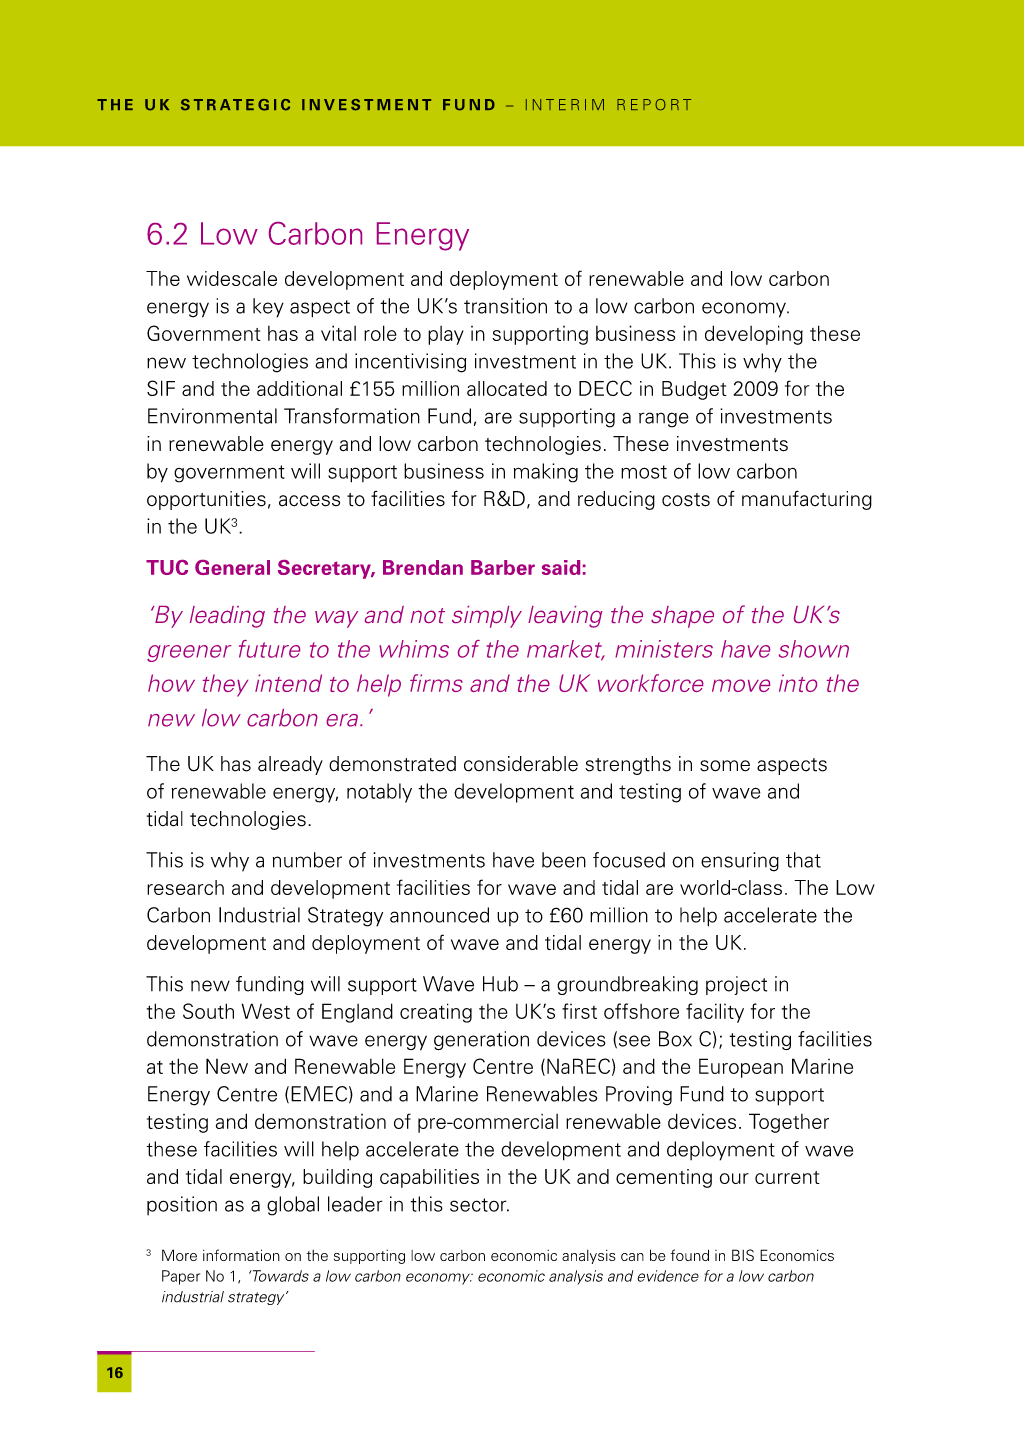 THE UK STRATEGIC INVESTMENT FUND – INTERIM REPORT
6.2 Low Carbon Energy
The widescale development and deployment of renewable and low carbon
energy is a key aspect of the UK’s transition to a low carbon economy.
Government has a vital role to play in supporting business in developing these
new technologies and incentivising investment in the UK. This is why the
SIF and the additional £155 million allocated to DECC in Budget 2009 for the
Environmental Transformation Fund, are supporting a range of investments
in renewable energy and low carbon technologies. These investments
by government will support business in making the most of low carbon
opportunities, access to facilities for R&D, and reducing costs of manufacturing
in the UK³.
TUC General Secretary, Brendan Barber said:
‘By leading the way and not simply leaving the shape of the UK’s
greener future to the whims of the market, ministers have shown
how they intend to help firms and the UK workforce move into the
new low carbon era.’
The UK has already demonstrated considerable strengths in some aspects
of renewable energy, notably the development and testing of wave and
tidal technologies.
This is why a number of investments have been focused on ensuring that
research and development facilities for wave and tidal are world-class. The Low
Carbon Industrial Strategy announced up to £60 million to help accelerate the
development and deployment of wave and tidal energy in the UK.
This new funding will support Wave Hub – a groundbreaking project in
the South West of England creating the UK’s first offshore facility for the
demonstration of wave energy generation devices (see Box C); testing facilities
at the New and Renewable Energy Centre (NaREC) and the European Marine
Energy Centre (EMEC) and a Marine Renewables Proving Fund to support
testing and demonstration of pre-commercial renewable devices. Together
these facilities will help accelerate the development and deployment of wave
and tidal energy, building capabilities in the UK and cementing our current
position as a global leader in this sector.
³ More information on the supporting low carbon economic analysis can be found in BIS Economics
Paper No 1, ‘Towards a low carbon economy: economic analysis and evidence for a low carbon
industrial strategy’
16